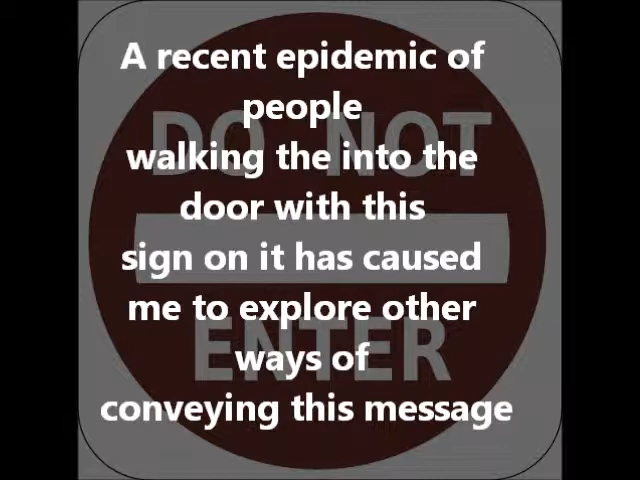 A recent epidemic of
people
DO NOT
walking the into the
door with this
sign on it has caused
me to explore other
ENTER
ways of
conveying this message